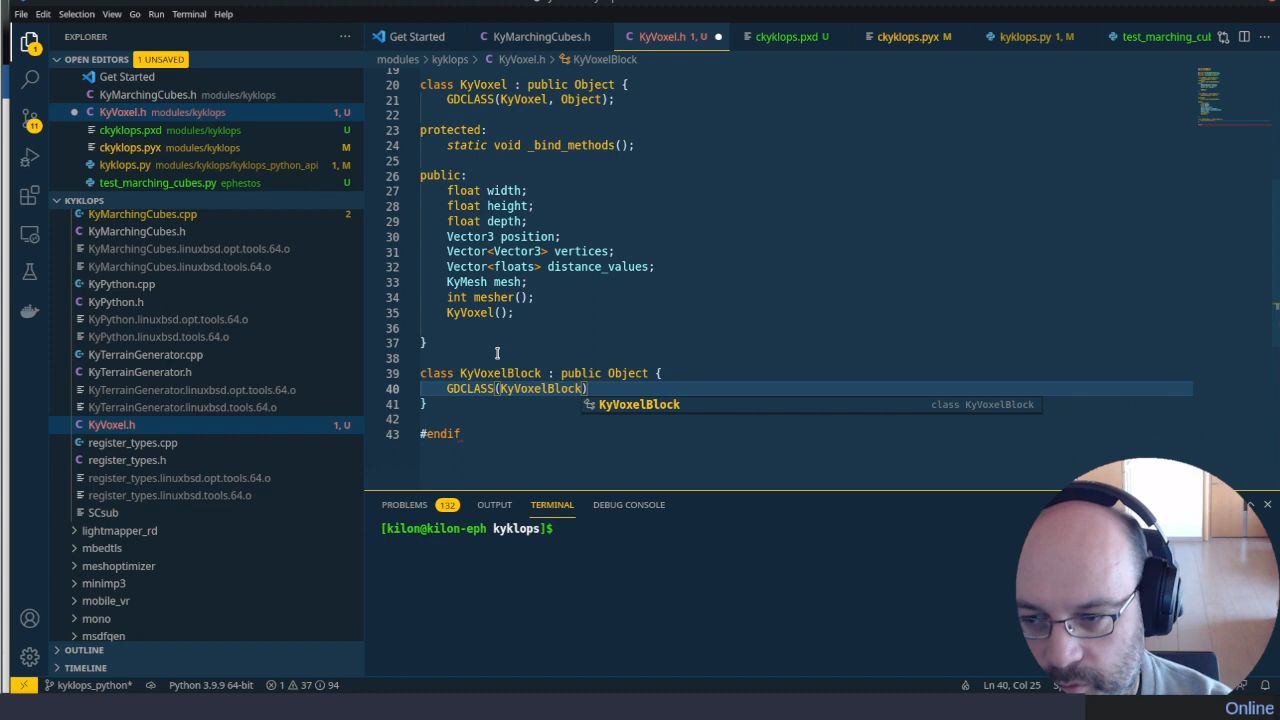 File Edit Selection View Go Run Terminal Help
EXPLORER
OPEN EDITORS 1 UNSAVED
Get Started
KyMarchingCubes.h modules/kyklops
KyVoxel.h modules/kyklops 1, U
ckyklops.pxd modules/kyklops U
ckyklops.pyx modules/kyklops M
kyklops.py modules/kyklops/kyklops_python_api 1, M
test_marching_cubes.py ephestos U
KYKLOPS
KyMarchingCubes.cpp 2
KyMarchingCubes.h
KyMarchingCubes.linuxbsd.opt.tools.64.o
KyMarchingCubes.linuxbsd.tools.64.o
KyPython.cpp
KyPython.h
KyPython.linuxbsd.opt.tools.64.o
KyPython.linuxbsd.tools.64.o
KyTerrainGenerator.cpp
KyTerrainGenerator.h
KyTerrainGenerator.linuxbsd.opt.tools.64.o
KyTerrainGenerator.linuxbsd.tools.64.o
KyVoxel.h 1, U
register_types.cpp
register_types.h
register_types.linuxbsd.opt.tools.64.o
register_types.linuxbsd.tools.64.o
SCsub
lightmapper_rd
mbedtls
meshoptimizer
minimp3
mobile_vr
mono
msdfgen
OUTLINE
TIMELINE
1
11
Get Started KyMarchingCubes.h KyVoxel.h 1, U ckyklops.pxd U ckyklops.pyx M kyklops.py 1, M test_marching_cul
modules > kyklops > KyVoxel.h > KyVoxelBlock
19
20 class KyVoxel : public Object {
21 GDCLASS(KyVoxel, Object);
22
23 protected:
24 static void _bind_methods();
25
26 public:
27 float width;
28 float height;
29 float depth;
30 Vector3 position;
31 Vector<Vector3> vertices;
32 Vector<floats> distance_values;
33 KyMesh mesh;
34 int mesher();
35 KyVoxel();
36
37 }
38
39 class KyVoxelBlock : public Object {
40 GDCLASS(KyVoxelBlock)
KyVoxelBlock class KyVoxelBlock
41 }
42
43 #endif
PROBLEMS 132 OUTPUT TERMINAL DEBUG CONSOLE
[kilon@kilon-eph kyklops]$
kyklops_python* Python 3.9.9 64-bit 1 37 94 Ln 40, Col 25
Online